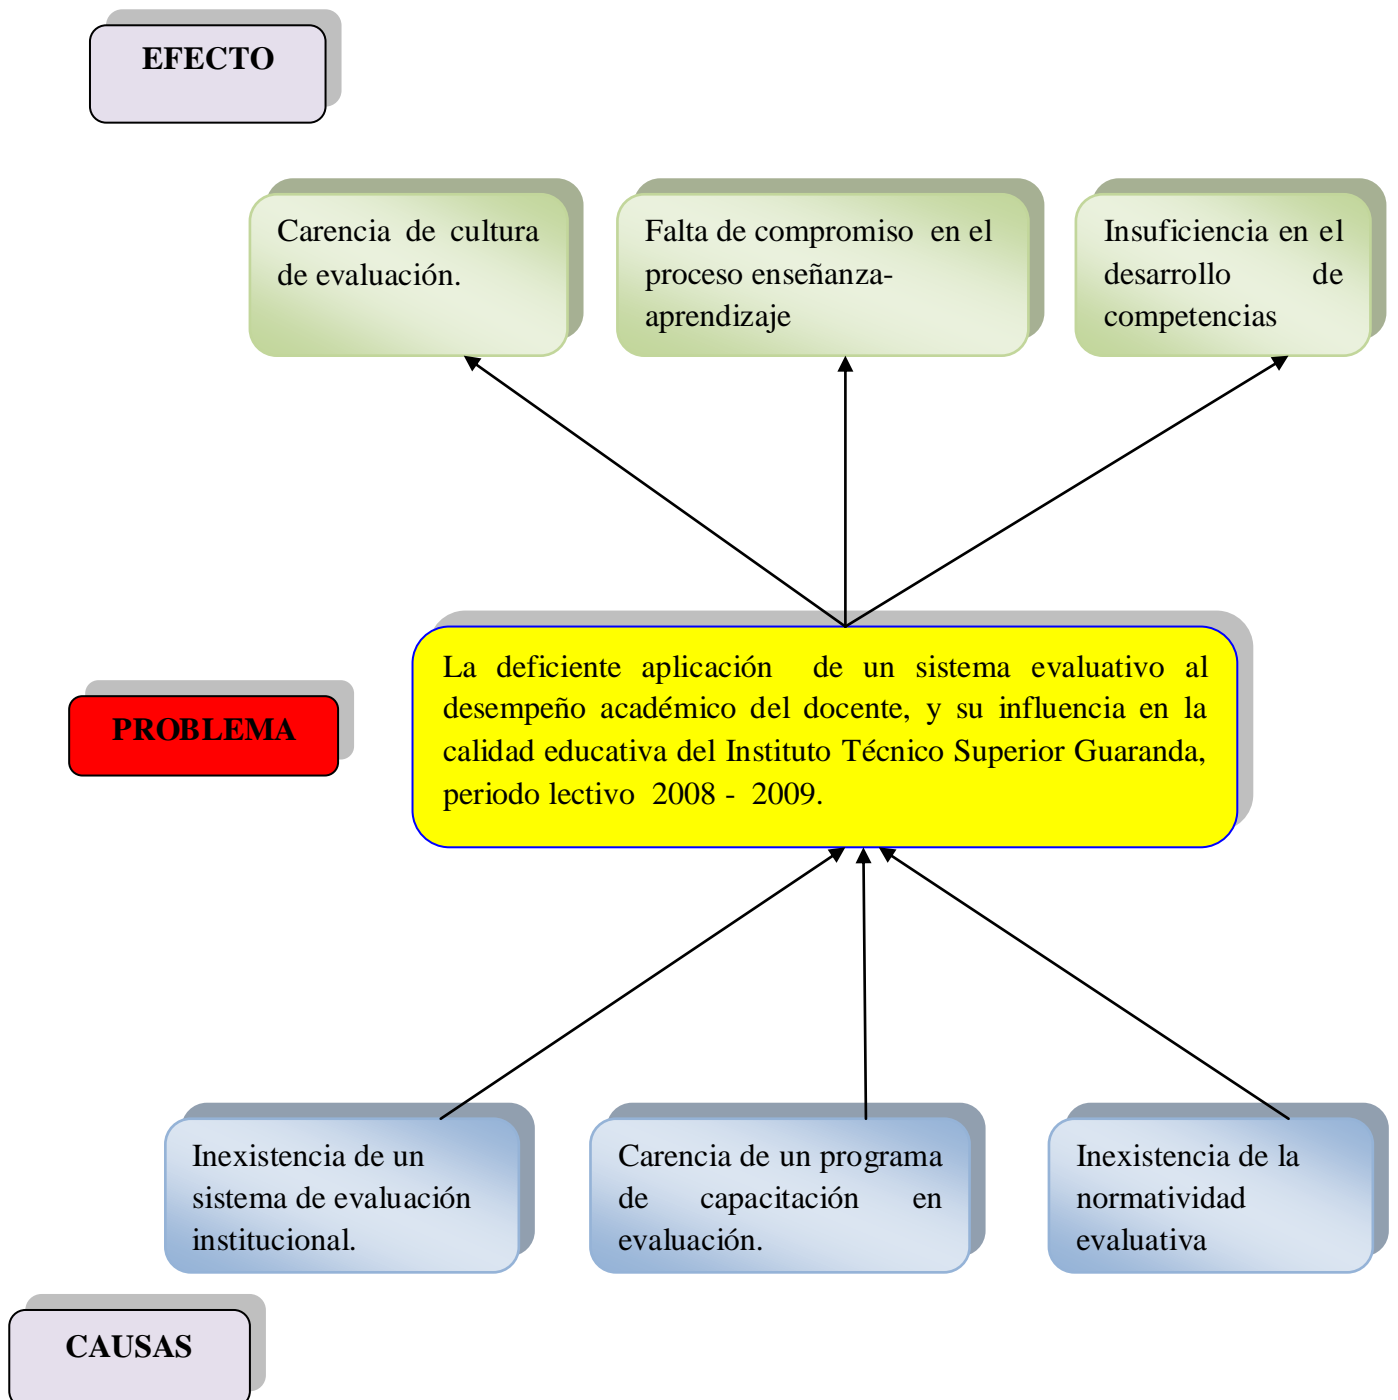 EFECTO
Carencia de cultura
de evaluación.
Falta de compromiso en el
proceso enseñanza-
aprendizaje
Insuficiencia en el
desarrollo de
competencias
La deficiente aplicación de un sistema evaluativo al
desempeño académico del docente, y su influencia en la
calidad educativa del Instituto Técnico Superior Guaranda,
periodo lectivo 2008 - 2009.
PROBLEMA
Inexistencia de un
sistema de evaluación
institucional.
Carencia de un programa
de capacitación en
evaluación.
Inexistencia de la
normatividad
evaluativa
CAUSAS